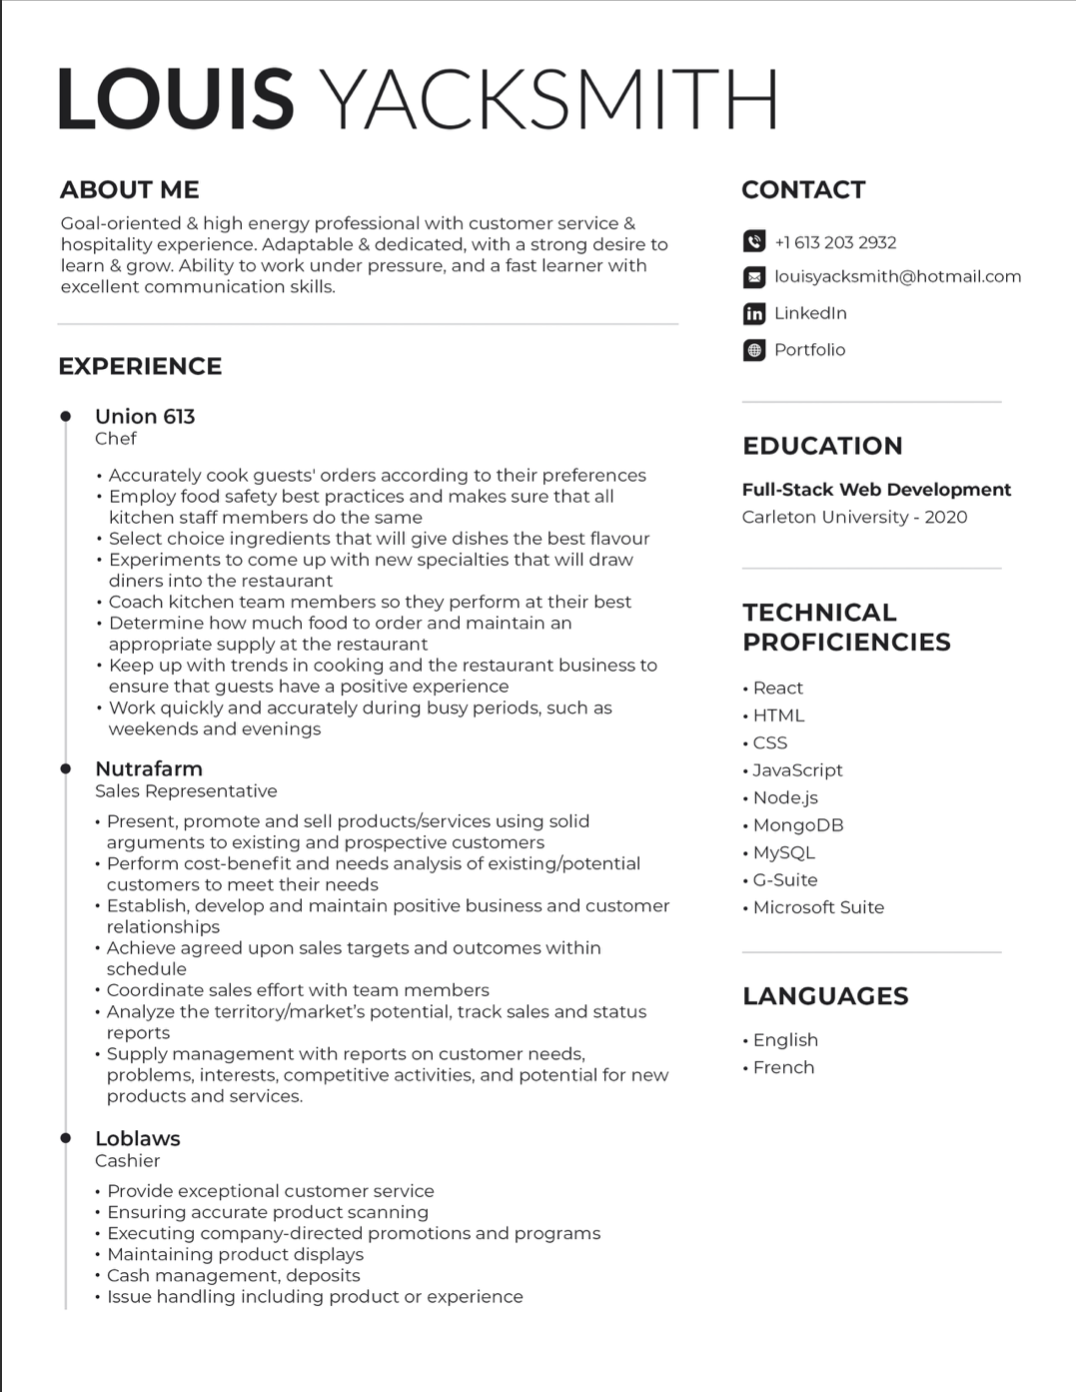 LOUIS YACKSMITH
ABOUT ME
Goal-oriented & high energy professional with customer service &
hospitality experience. Adaptable & dedicated, with a strong desire to
learn & grow. Ability to work under pressure, and a fast learner with
excellent communication skills.
EXPERIENCE
Union 613
Chef
• Accurately cook guests' orders according to their preferences
• Employ food safety best practices and makes sure that all
kitchen staff members do the same
• Select choice ingredients that will give dishes the best flavour
• Experiments to come up with new specialties that will draw
diners into the restaurant
• Coach kitchen team members so they perform at their best
• Determine how much food to order and maintain an
appropriate supply at the restaurant
• Keep up with trends in cooking and the restaurant business to
ensure that guests have a positive experience
• Work quickly and accurately during busy periods, such as
weekends and evenings
Nutrafarm
Sales Representative
• Present, promote and sell products/services using solid
arguments to existing and prospective customers
• Perform cost-benefit and needs analysis of existing/potential
customers to meet their needs
• Establish, develop and maintain positive business and customer
relationships
• Achieve agreed upon sales targets and outcomes within
schedule
• Coordinate sales effort with team members
• Analyze the territory/market's potential, track sales and status
reports
• Supply management with reports on customer needs,
problems, interests, competitive activities, and potential for new
products and services.
Loblaws
Cashier
• Provide exceptional customer service
• Ensuring accurate product scanning
• Executing company-directed promotions and programs
• Maintaining product displays
• Cash management, deposits
• Issue handling including product or experience
CONTACT
+1 613 203 2932
louisyacksmith@hotmail.com
in LinkedIn
Portfolio
EDUCATION
Full-Stack Web Development
Carleton University - 2020
TECHNICAL
PROFICIENCIES
• React
• HTML
• CSS
• JavaScript
• Node.js
• MongoDB
• MySQL
• G-Suite
• Microsoft Suite
LANGUAGES
• English
• French